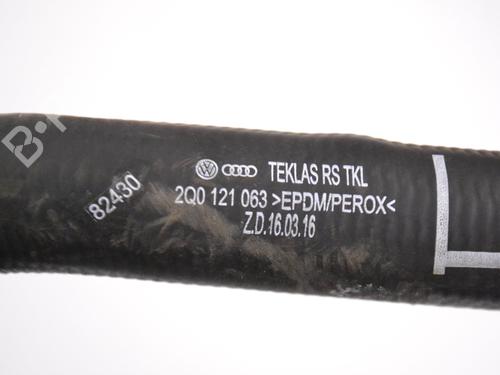 TEKLAS RS TKL
2Q0 121 063 >EPDM/PEROX<
Z.D.16.03.16
82430